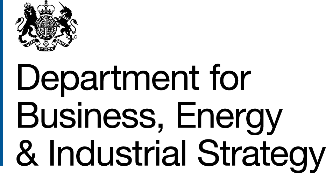 Department for
Business, Energy
& Industrial Strategy